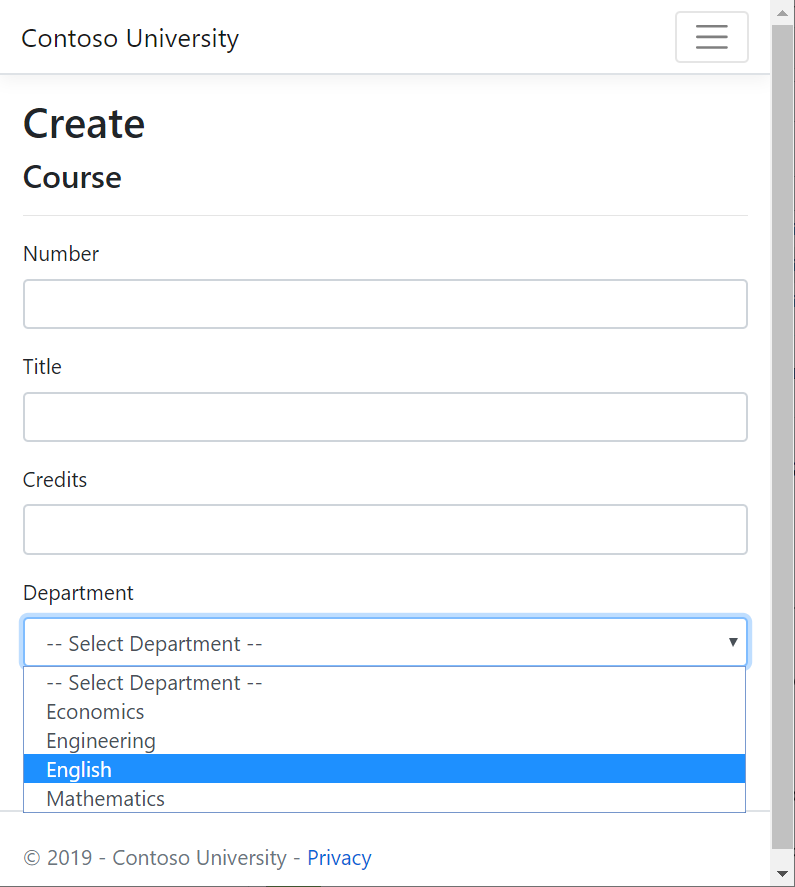 Contoso University
Create
Course
Number
Title
Credits
Department
-- Select Department --
-- Select Department --
Economics
Engineering
English
Mathematics
© 2019 - Contoso University - Privacy